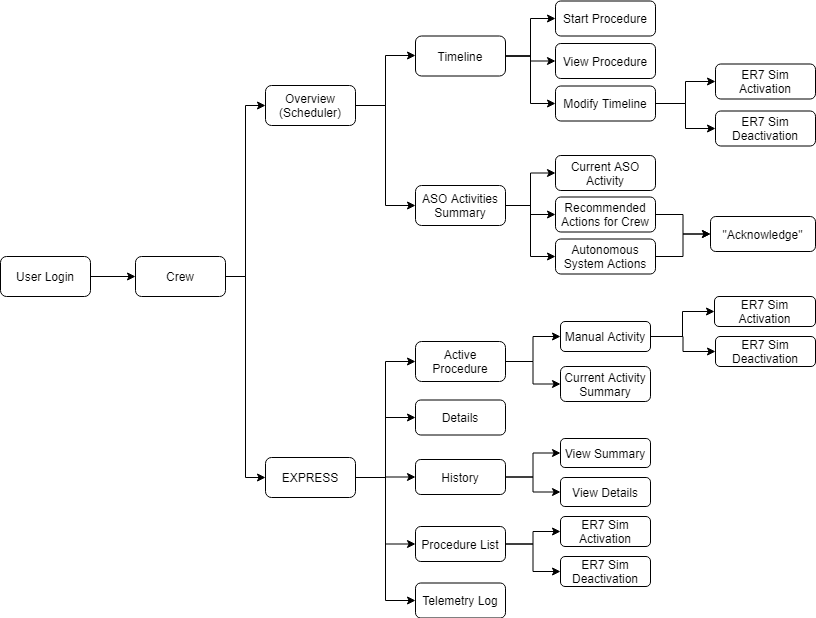 Start Procedure
Timeline
View Procedure
ER7 Sim
Activation
Overview
(Scheduler)
Modify Timeline
ER7 Sim
Deactivation
Current ASO
Activity
ASO Activities
Summary
Recommended
Actions for Crew
"Acknowledge"
Autonomous
System Actions
User Login
Crew
ER7 Sim
Activation
Manual Activity
Active
Procedure
ER7 Sim
Deactivation
Current Activity
Summary
Details
View Summary
EXPRESS
History
View Details
ER7 Sim
Activation
Procedure List
ER7 Sim
Deactivation
Telemetry Log